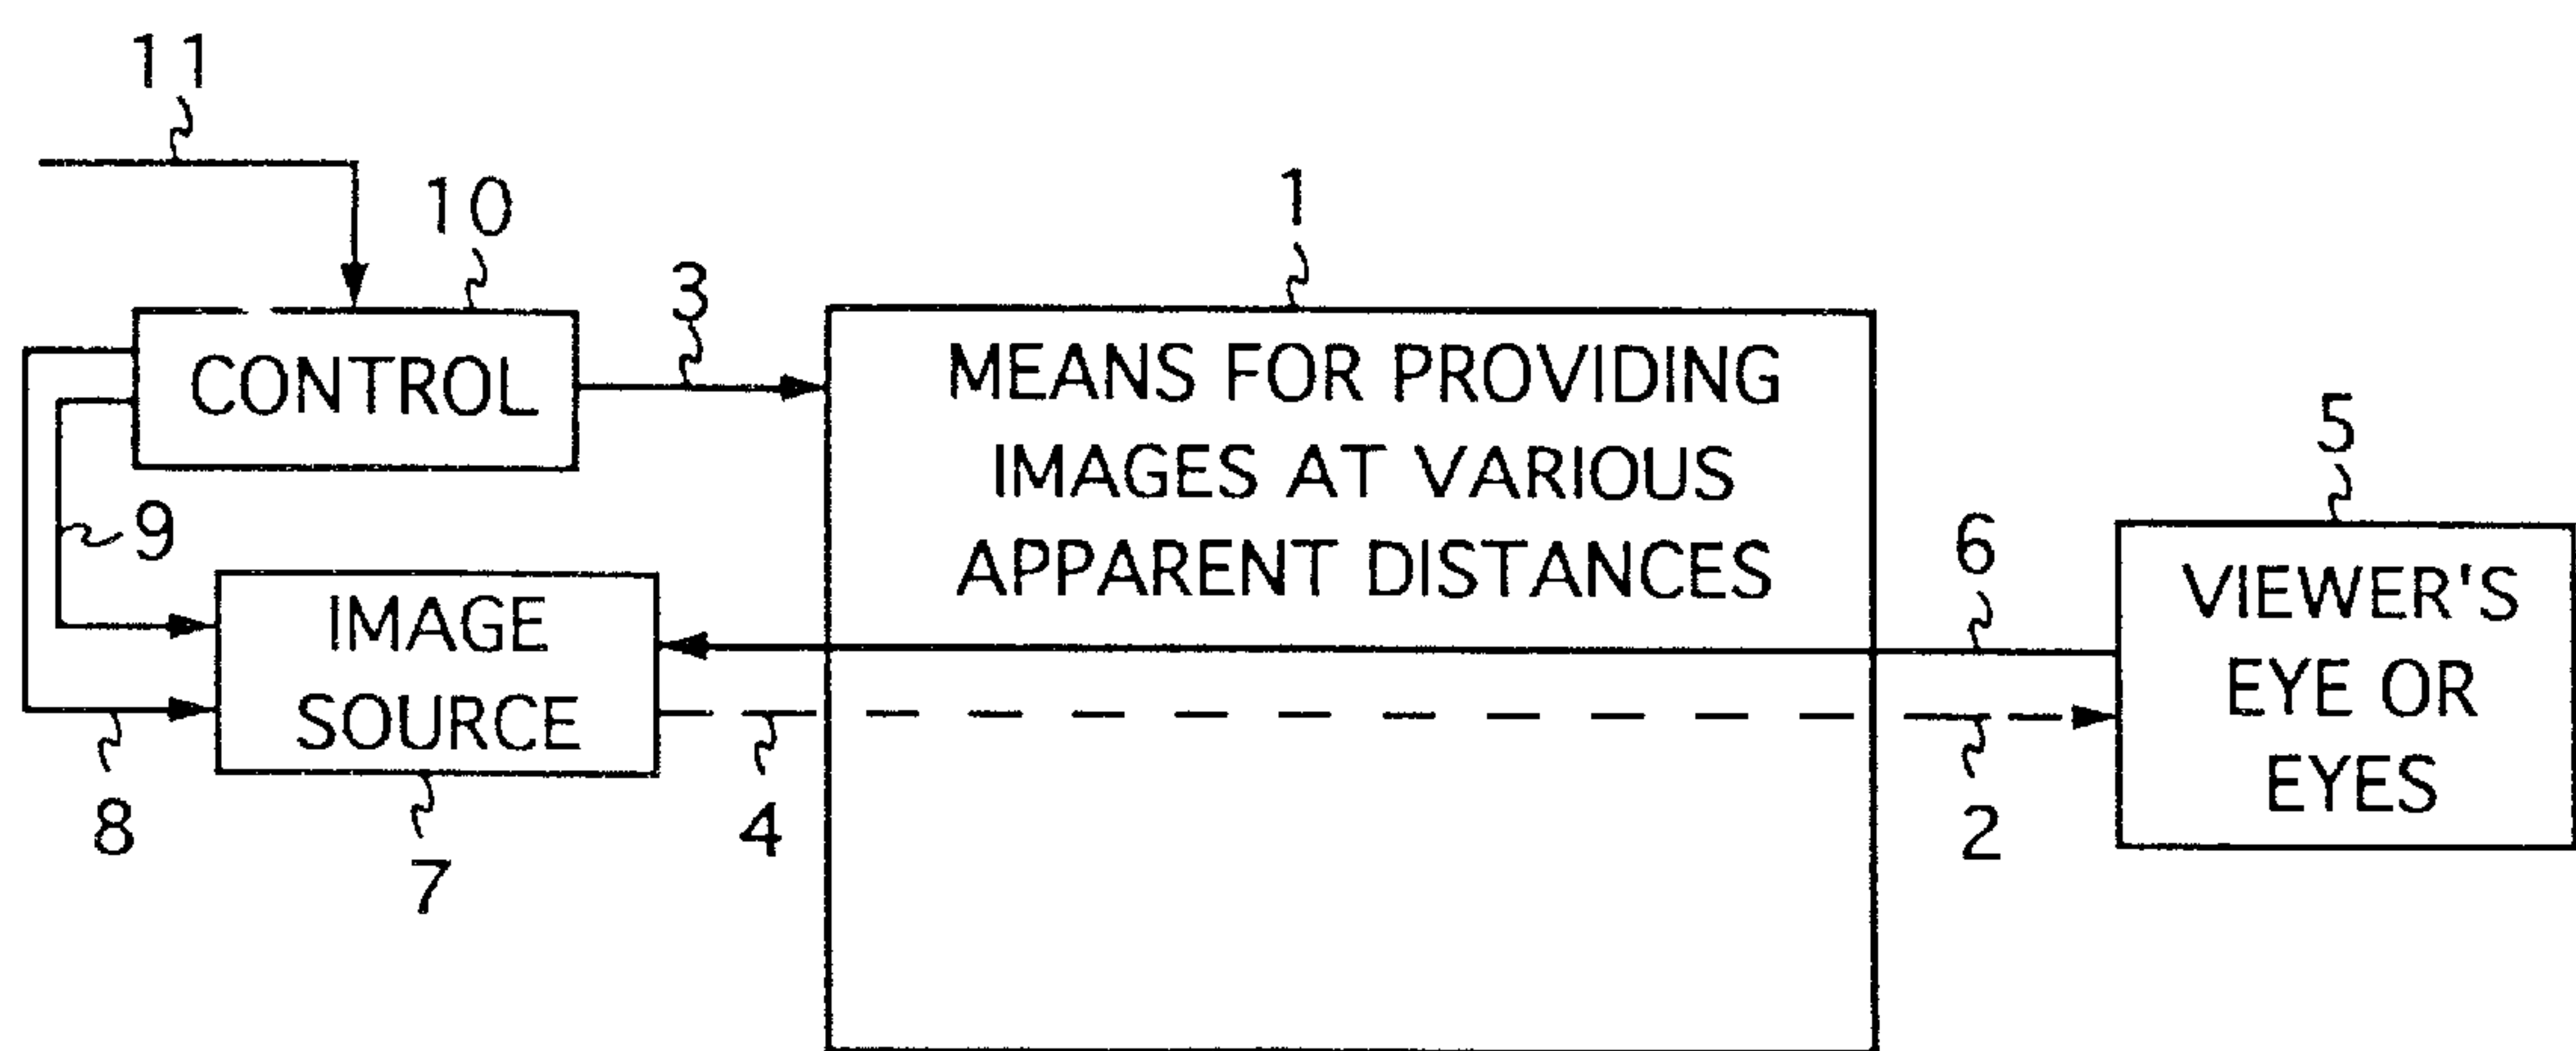 11
10
3
1
CONTROL
MEANS FOR PROVIDING
IMAGES AT VARIOUS
APPARENT DISTANCES
5
9
6
IMAGE
SOURCE
VIEWER'S
EYE OR
EYES
8
7
4
2